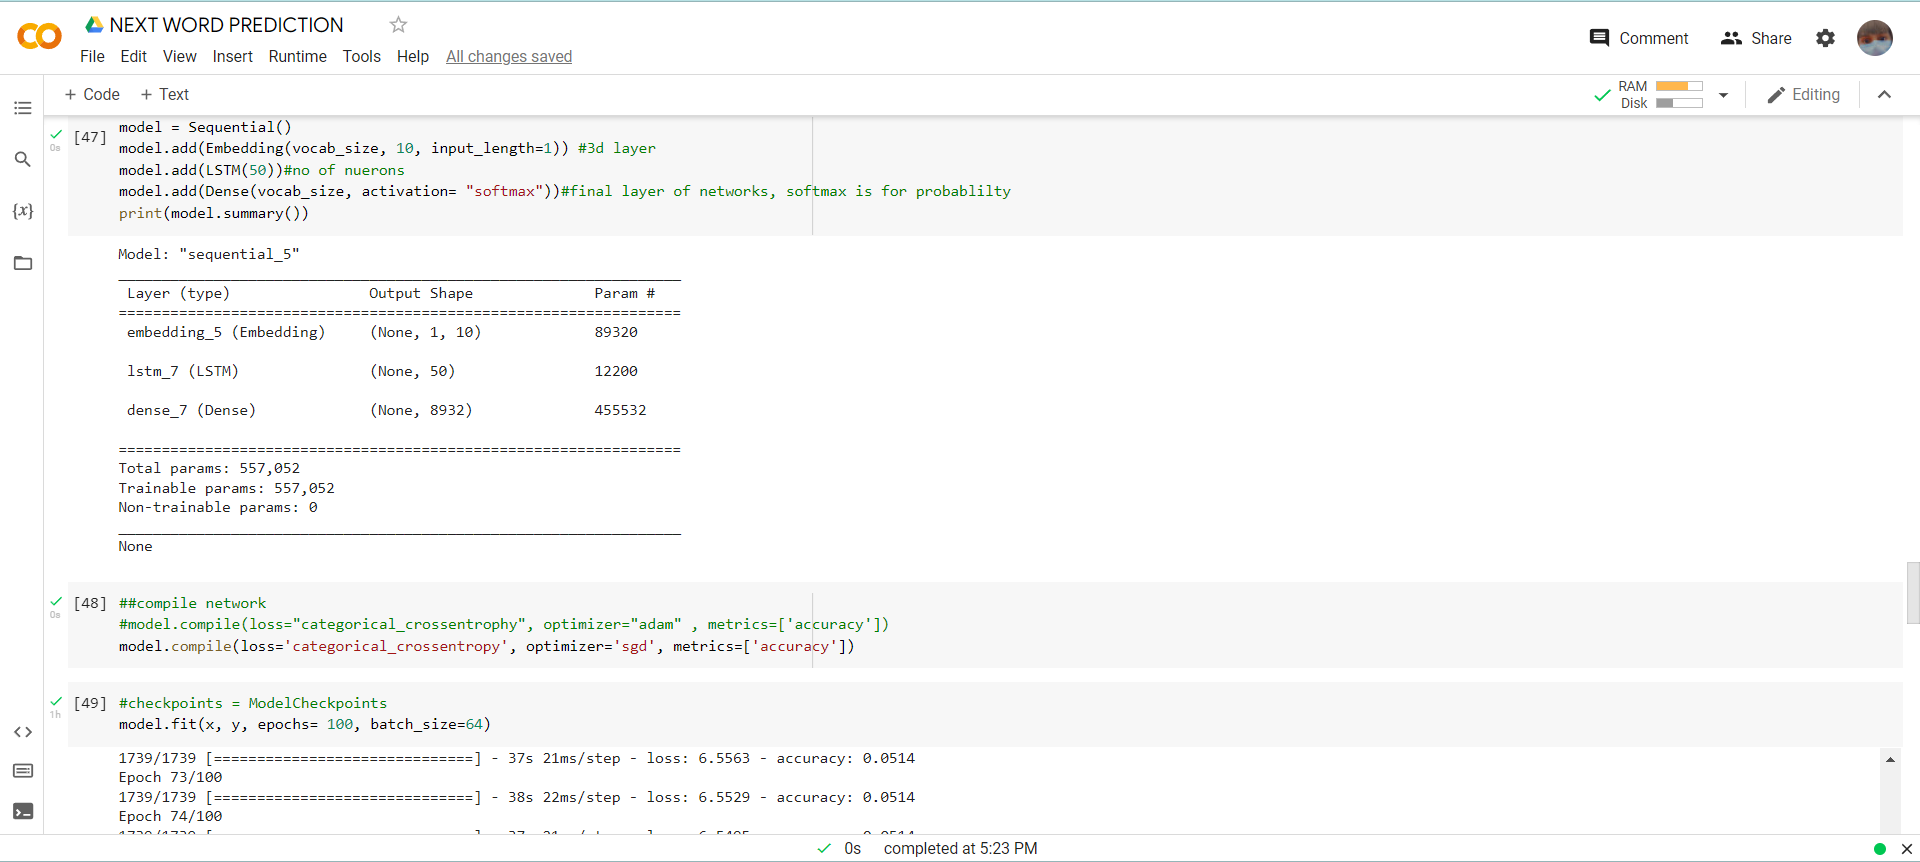 NEXT WORD PREDICTION
File Edit View Insert Runtime Tools Help All changes saved
Comment Share
+ Code + Text
RAM
Disk
Editing
[47] model = Sequential()
0s
model.add(Embedding(vocab_size, 10, input_length=1)) #3d layer
model.add(LSTM(50))#no of nuerons
model.add(Dense(vocab_size, activation= "softmax"))#final layer of networks, softmax is for probablilty
print(model.summary())
Model: "sequential_5"
_________________________________________________________________
Layer (type) Output Shape Param #
=================================================================
embedding_5 (Embedding) (None, 1, 10) 89320
lstm_7 (LSTM) (None, 50) 12200
dense_7 (Dense) (None, 8932) 455532
=================================================================
Total params: 557,052
Trainable params: 557,052
Non-trainable params: 0
_________________________________________________________________
None
[48] ##compile network
0s
#model.compile(loss="categorical_crossentrophy", optimizer="adam" , metrics=['accuracy'])
model.compile(loss='categorical_crossentropy', optimizer='sgd', metrics=['accuracy'])
[49] #checkpoints = ModelCheckpoints
1h
model.fit(x, y, epochs= 100, batch_size=64)
1739/1739 [==============================] - 37s 21ms/step - loss: 6.5563 - accuracy: 0.0514
Epoch 73/100
1739/1739 [==============================] - 38s 22ms/step - loss: 6.5529 - accuracy: 0.0514
Epoch 74/100
0s completed at 5:23 PM